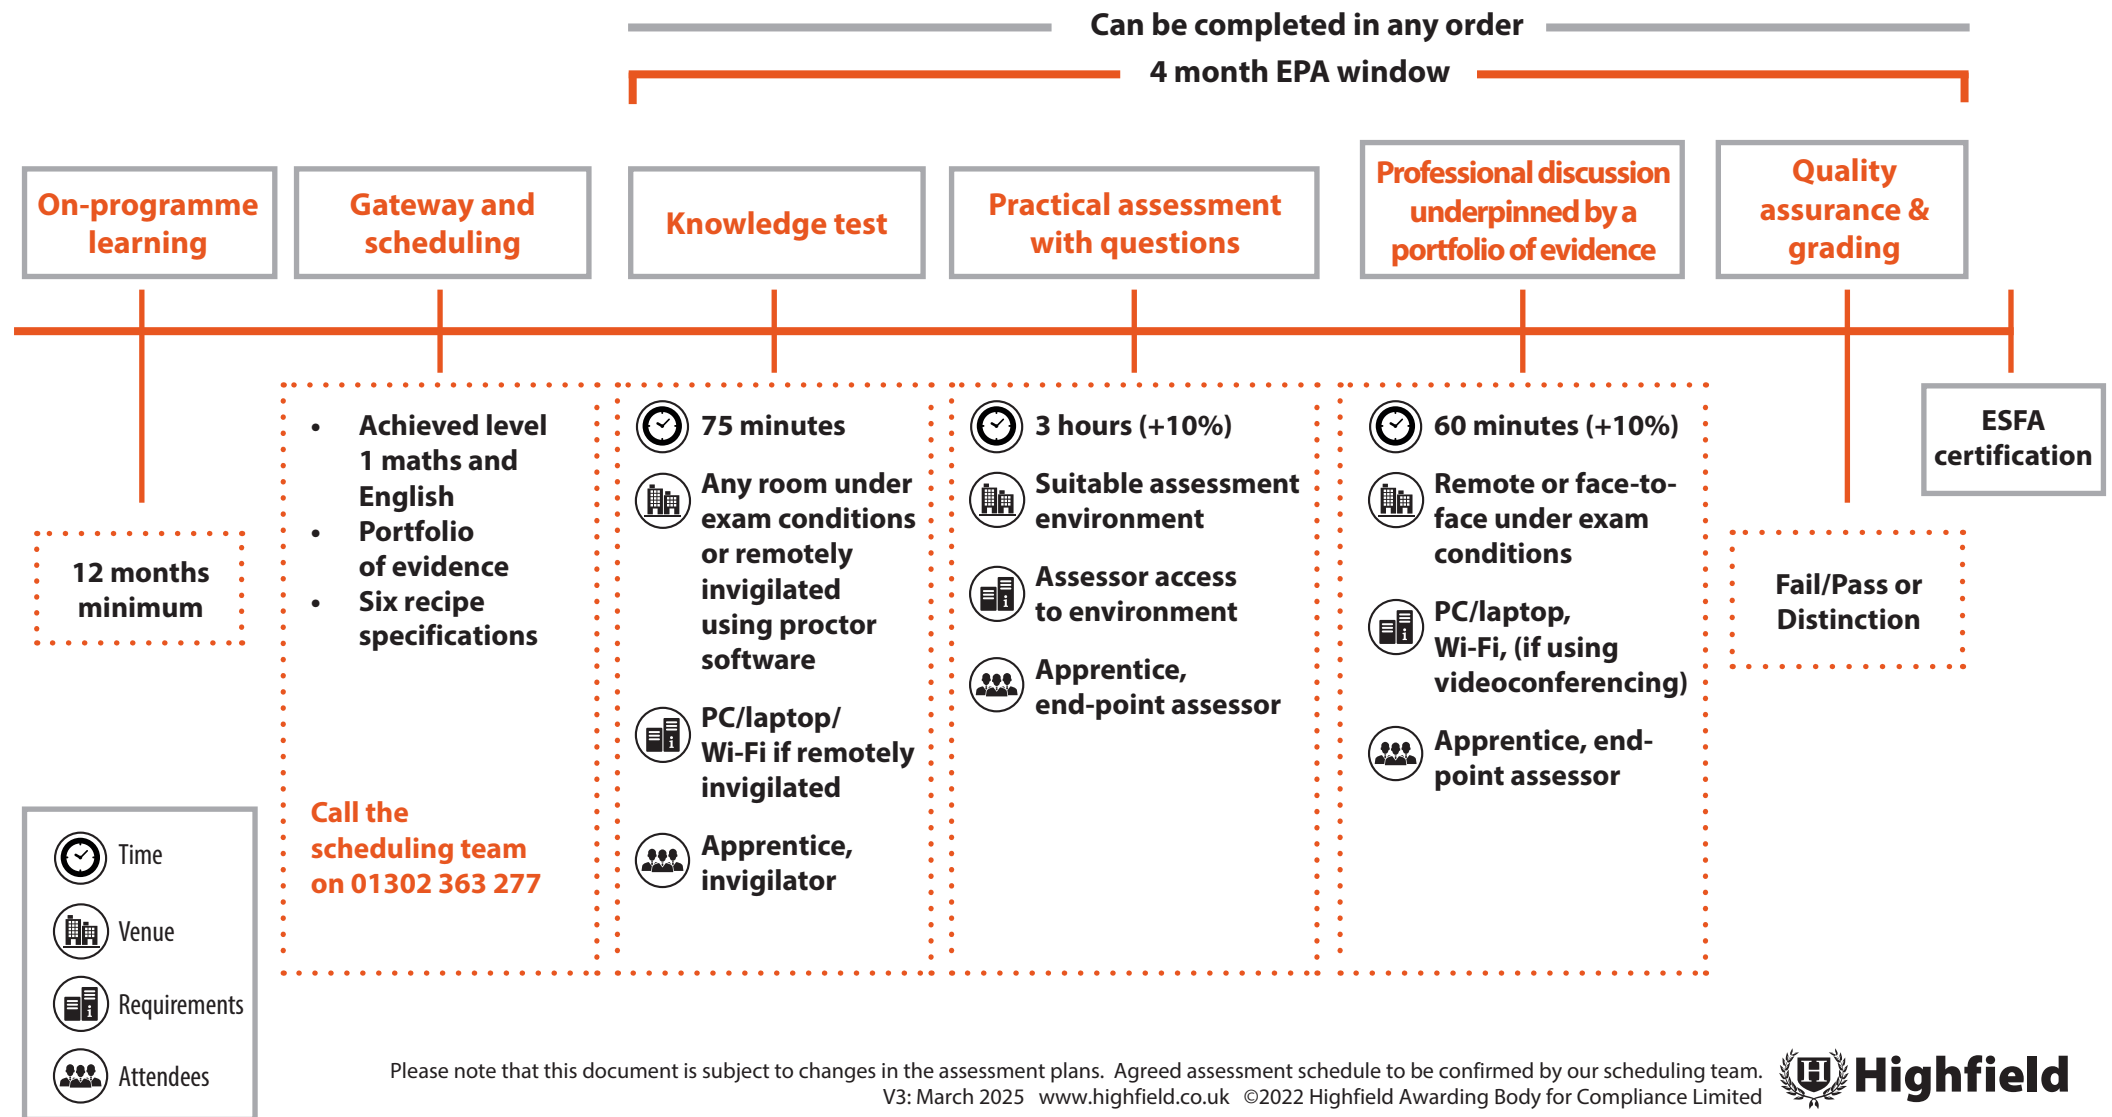 Can be completed in any order
4 month EPA window
On-programme
learning
Gateway and
scheduling
Knowledge test
Practical assessment
with questions
Professional discussion
underpinned by a
portfolio of evidence
Quality
assurance &
grading
12 months
minimum
• Achieved level
1 maths and
English
• Portfolio
of evidence
• Six recipe
specifications
Call the
scheduling team
on 01302 363 277
75 minutes
Any room under
exam conditions
or remotely
invigilated
using proctor
software
PC/laptop/
Wi-Fi if remotely
invigilated
Apprentice,
invigilator
3 hours (+10%)
Suitable assessment
environment
Assessor access
to environment
Apprentice,
end-point assessor
60 minutes (+10%)
Remote or face-to-
face under exam
conditions
PC/laptop,
Wi-Fi, (if using
videoconferencing)
Apprentice, end-
point assessor
Fail/Pass or
Distinction
ESFA
certification
Time
Venue
Requirements
Attendees
Please note that this document is subject to changes in the assessment plans. Agreed assessment schedule to be confirmed by our scheduling team.
V3: March 2025 www.highfield.co.uk ©2022 Highfield Awarding Body for Compliance Limited
H Highfield